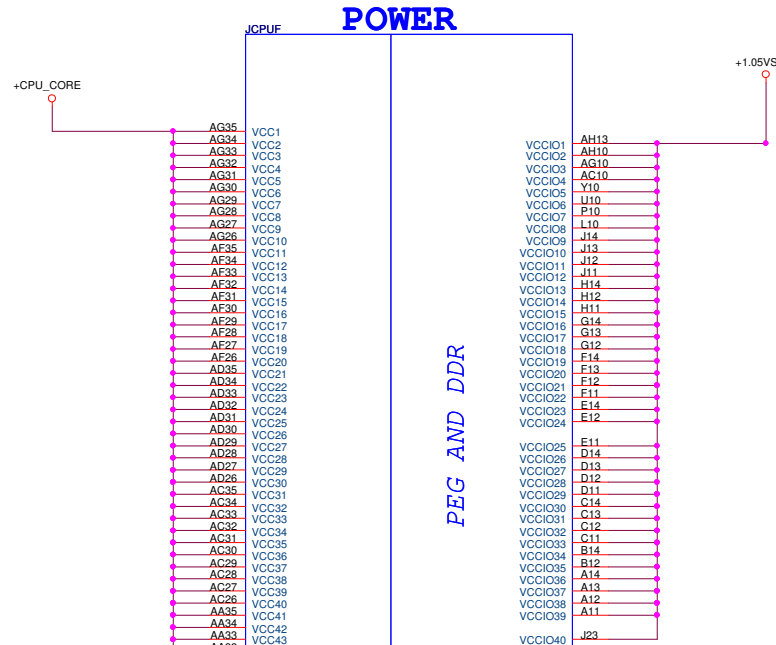 POWER
JCPUF
+CPU_CORE
+1.05VS
AG35 VCC1
AG34 VCC2 VCCIO1 AH13
AG33 VCC3 VCCIO2 AH10
AG32 VCC4 VCCIO3 AG10
AG31 VCC5 VCCIO4 AC10
AG30 VCC6 VCCIO5 Y10
AG29 VCC7 VCCIO6 U10
AG28 VCC8 VCCIO7 P10
AG27 VCC9 VCCIO8 L10
AG26 VCC10 VCCIO9 J14
AF35 VCC11 VCCIO10 J13
AF34 VCC12 VCCIO11 J12
AF33 VCC13 VCCIO12 J11
AF32 VCC14 VCCIO13 H14
AF31 VCC15 VCCIO14 H12
AF30 VCC16 VCCIO15 H11
AF29 VCC17 VCCIO16 G14
AF28 VCC18 VCCIO17 G13
AF27 VCC19 VCCIO18 G12
AF26 VCC20 VCCIO19 F14
AD35 VCC21 VCCIO20 F13
AD34 VCC22 VCCIO21 F12
AD33 VCC23 VCCIO22 F11
AD32 VCC24 VCCIO23 E14
AD31 VCC25 VCCIO24 E12
AD30 VCC26
AD29 VCC27 VCCIO25 E11
AD28 VCC28 VCCIO26 D14
AD27 VCC29 VCCIO27 D13
AD26 VCC30 VCCIO28 D12
AC35 VCC31 VCCIO29 D11
AC34 VCC32 VCCIO30 C14
AC33 VCC33 VCCIO31 C13
AC32 VCC34 VCCIO32 C12
AC31 VCC35 VCCIO33 C11
AC30 VCC36 VCCIO34 B14
AC29 VCC37 VCCIO35 B12
AC28 VCC38 VCCIO36 A14
AC27 VCC39 VCCIO37 A13
AC26 VCC40 VCCIO38 A12
AA35 VCC41 VCCIO39 A11
AA34 VCC42
AA33 VCC43 VCCIO40 J23
PEG AND DDR